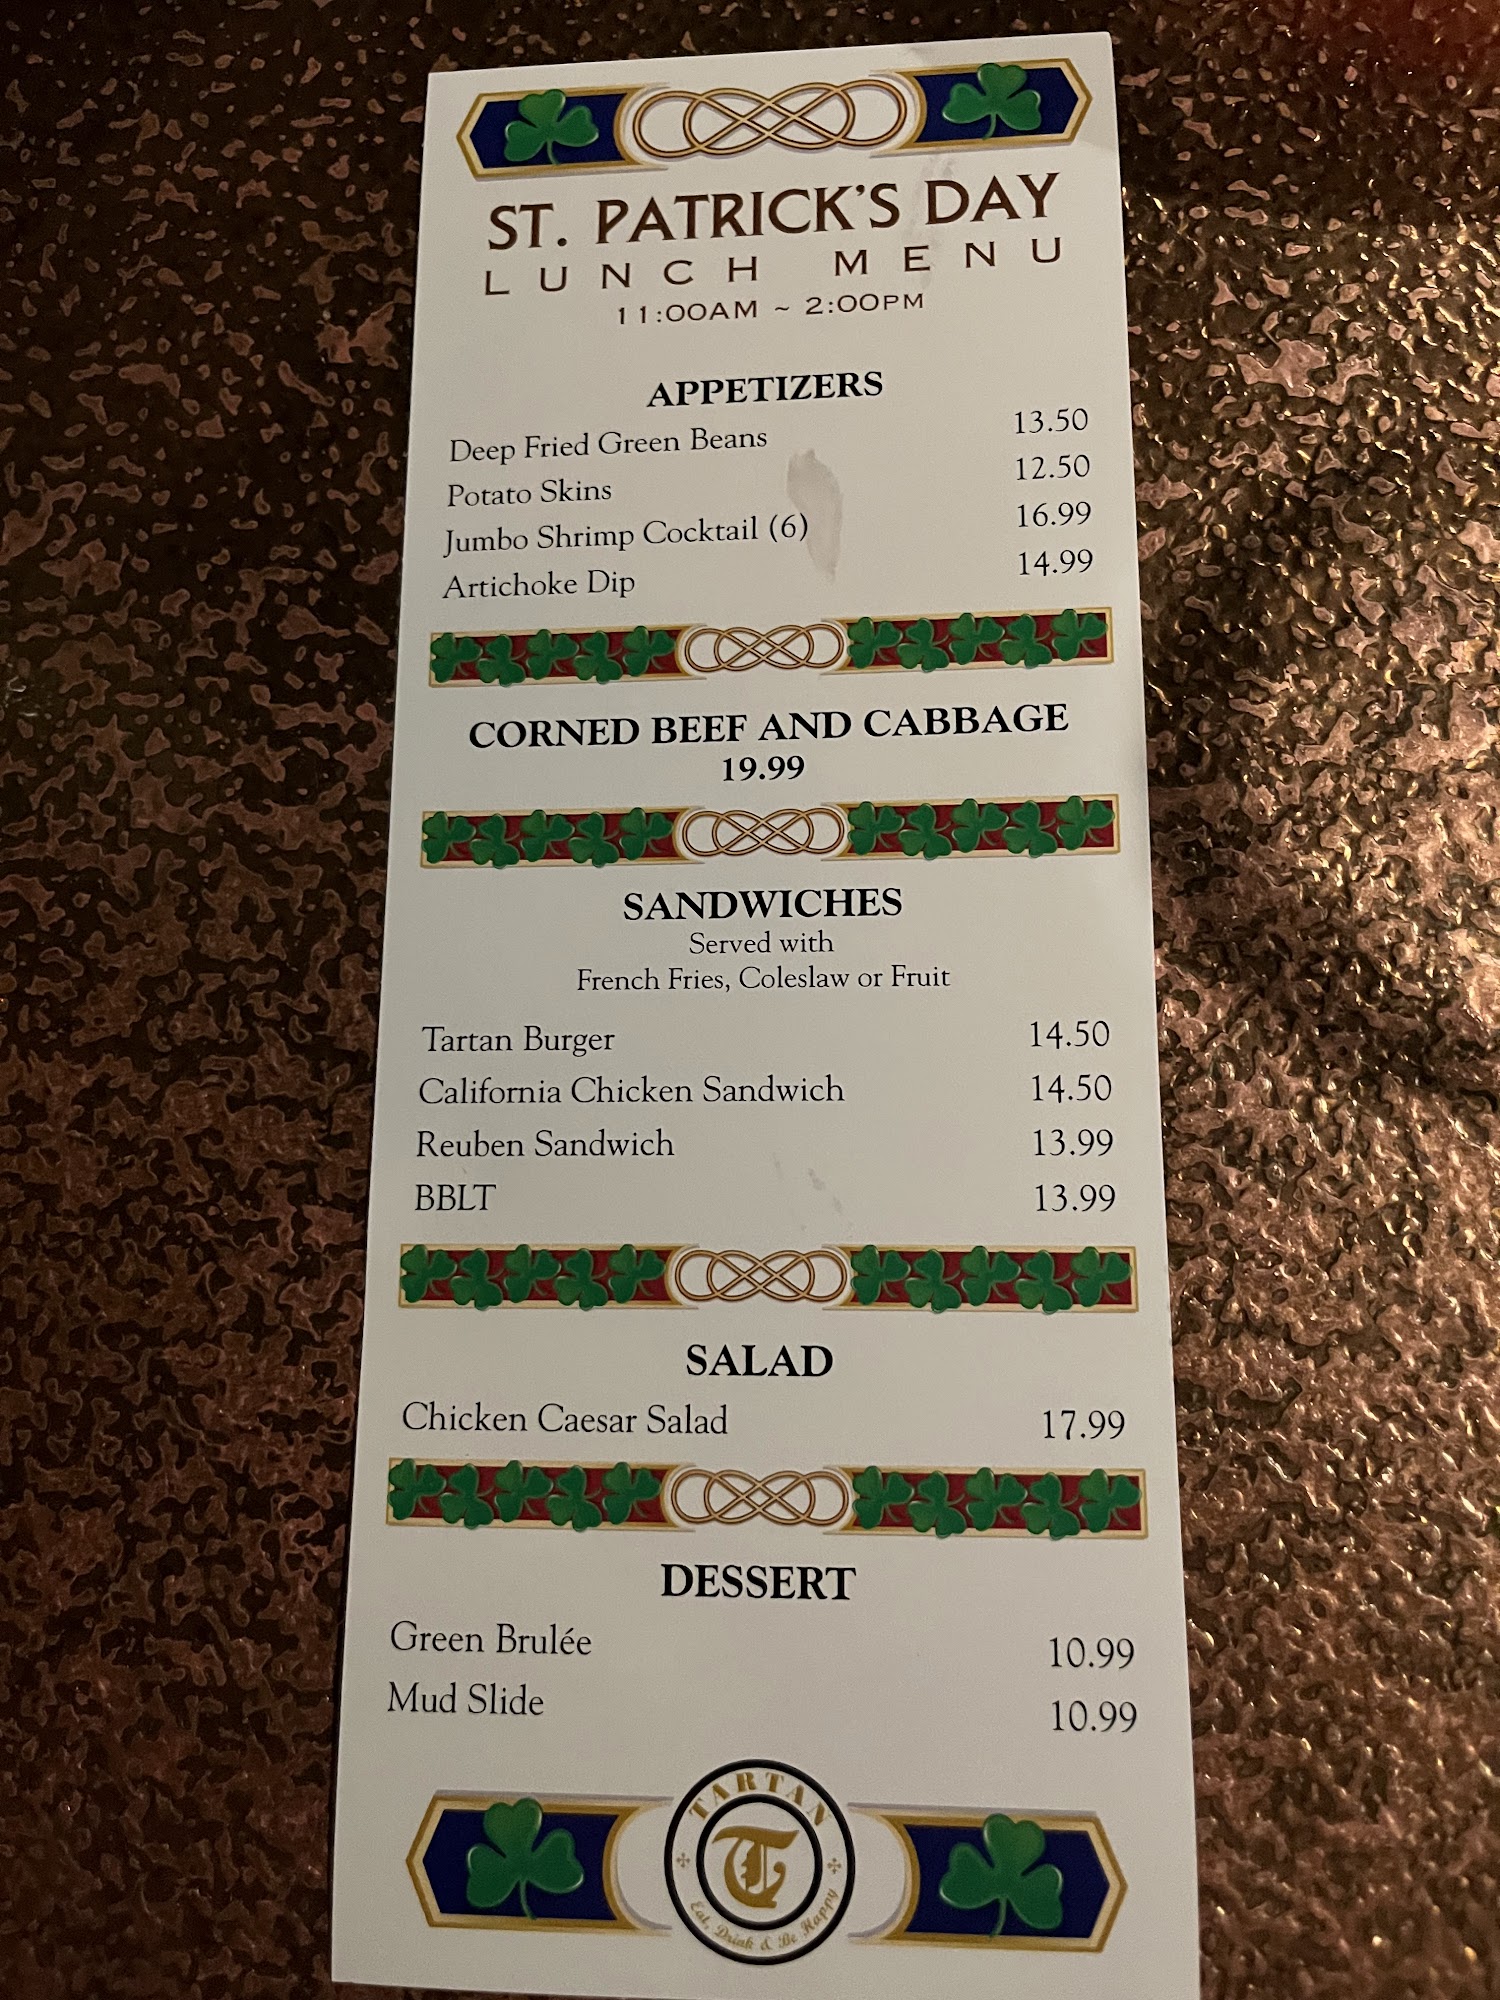 ST. PATRICK'S DAY
LUNCH MENU
11:00AM ~ 2:00PM
APPETIZERS
Deep Fried Green Beans 13.50
Potato Skins 12.50
Jumbo Shrimp Cocktail (6) 16.99
Artichoke Dip 14.99
CORNED BEEF AND CABBAGE
19.99
SANDWICHES
Served with
French Fries, Coleslaw or Fruit
Tartan Burger 14.50
California Chicken Sandwich 14.50
Reuben Sandwich 13.99
BBLT 13.99
SALAD
Chicken Caesar Salad 17.99
DESSERT
Green Brulée 10.99
Mud Slide 10.99
TARTAN
T
Eat, Drink & Be Happy